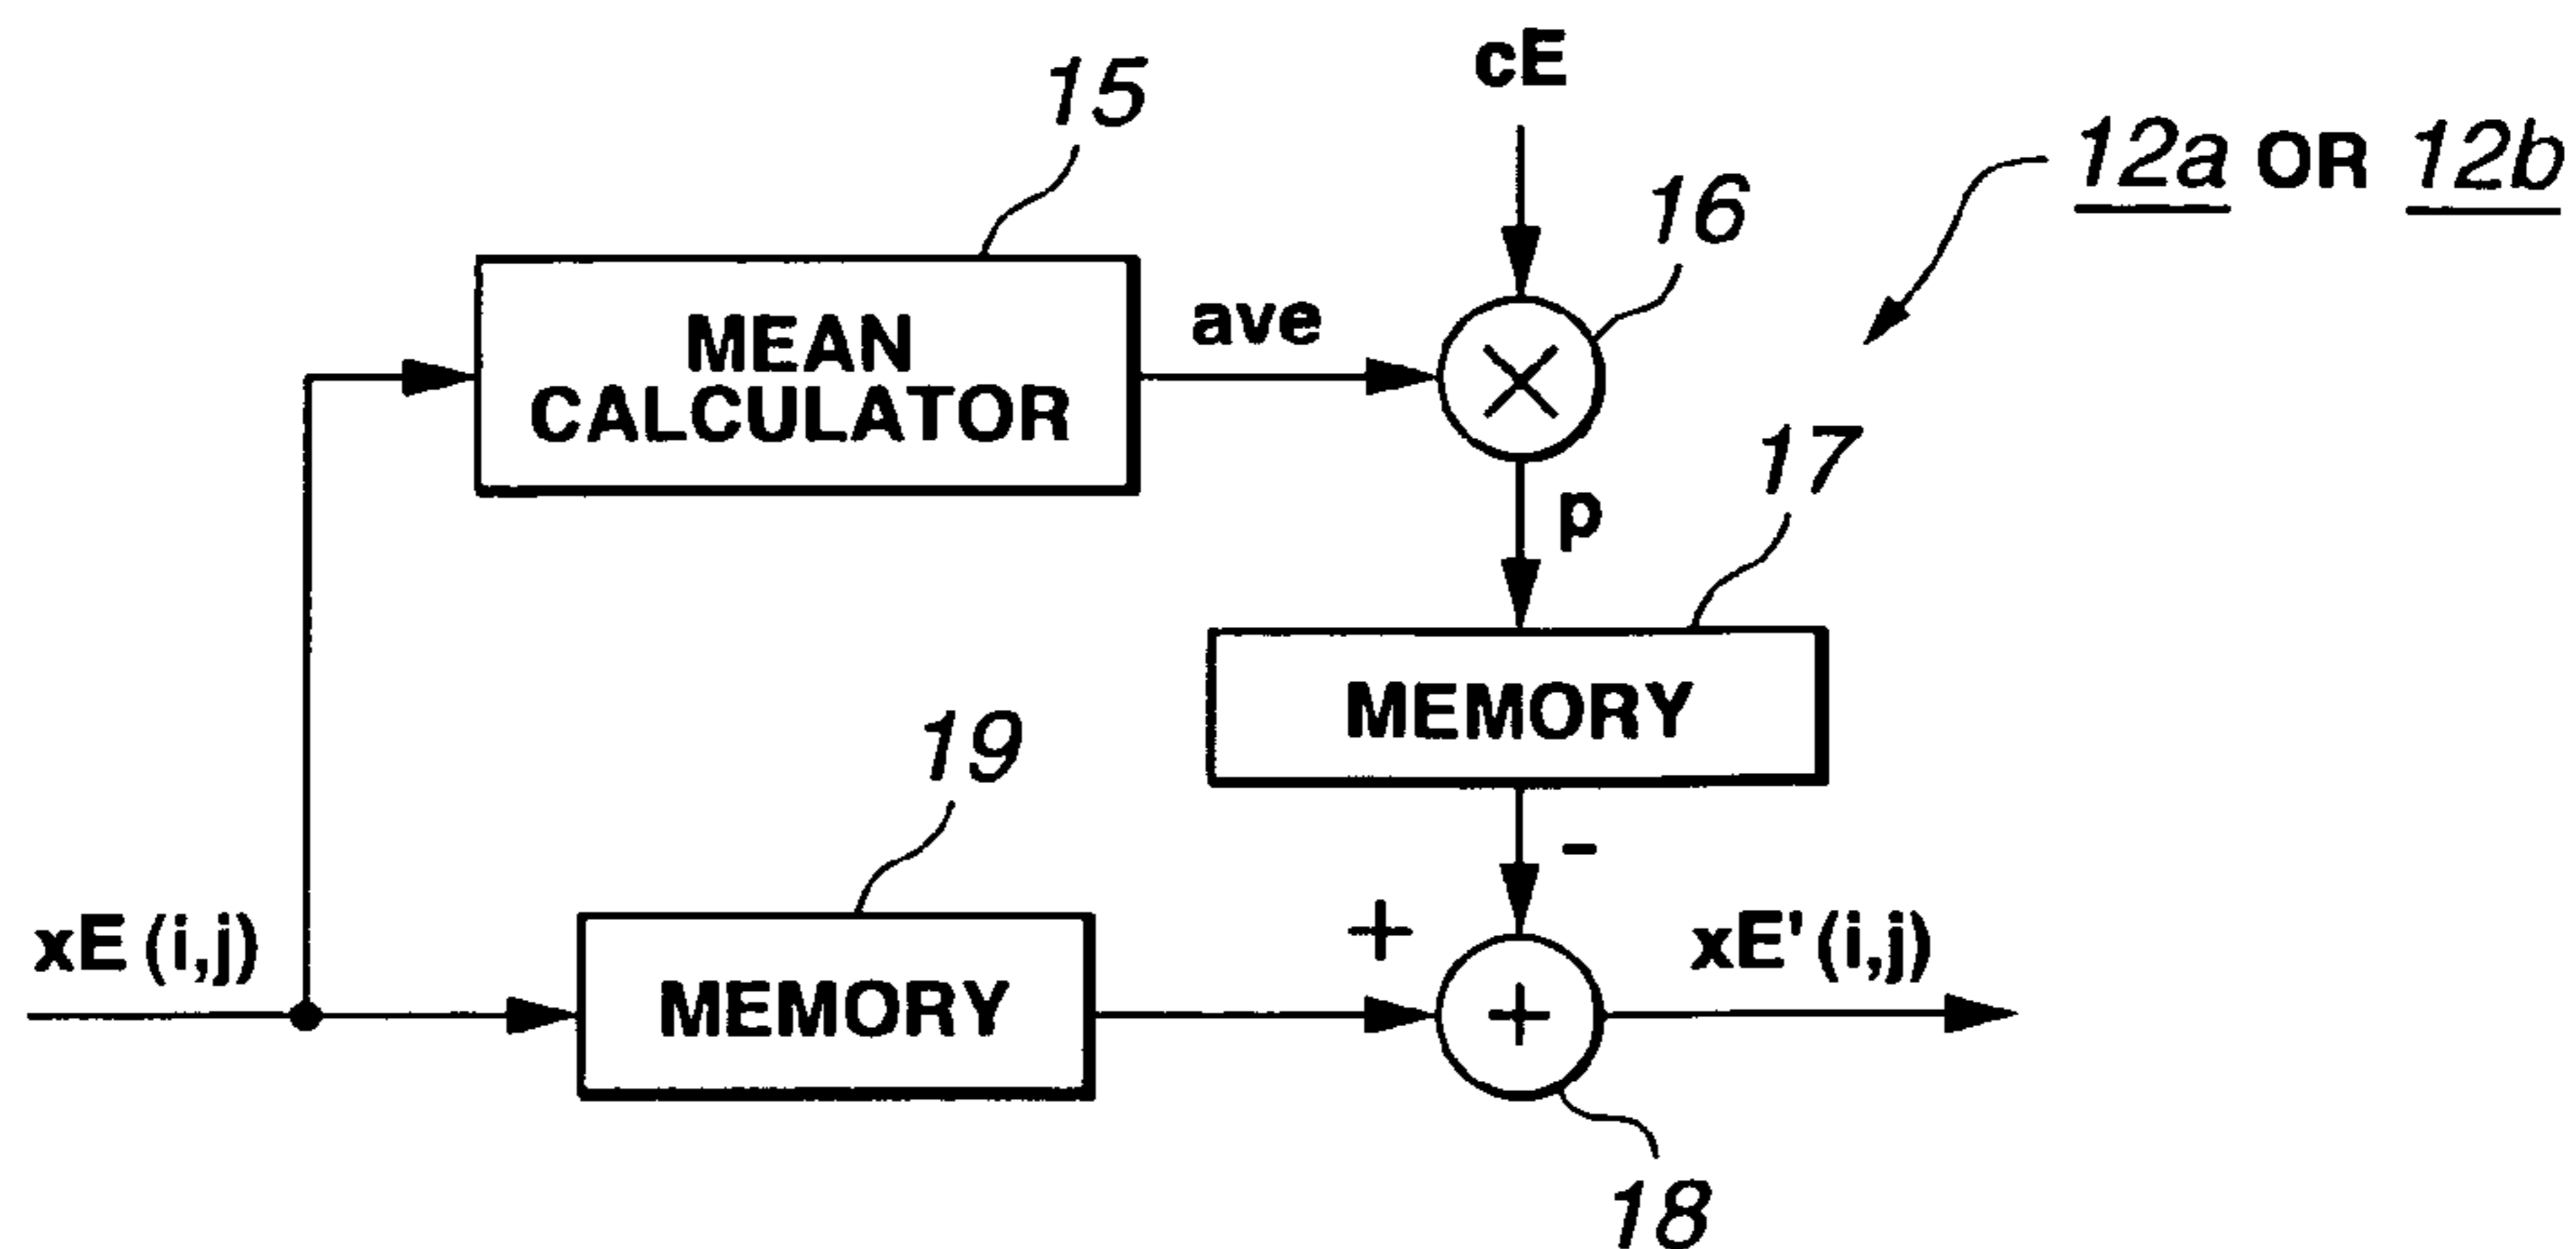 cE
15
12a OR 12b
16
MEAN
CALCULATOR
ave
×
17
p
MEMORY
19
-
+
xE (i,j)
MEMORY
+
xE' (i,j)
18